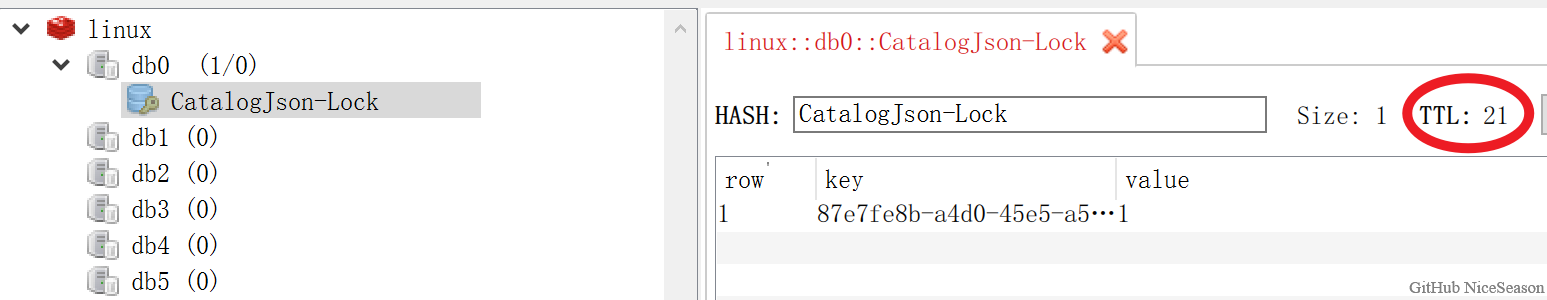 linux
db0 (1/0)
CatalogJson-Lock
db1 (0)
db2 (0)
db3 (0)
db4 (0)
db5 (0)
linux::db0::CatalogJson-Lock
HASH: CatalogJson-Lock Size: 1 TTL: 21
row key value
1 87e7fe8b-a4d0-45e5-a5…1
GitHub NiceSeason